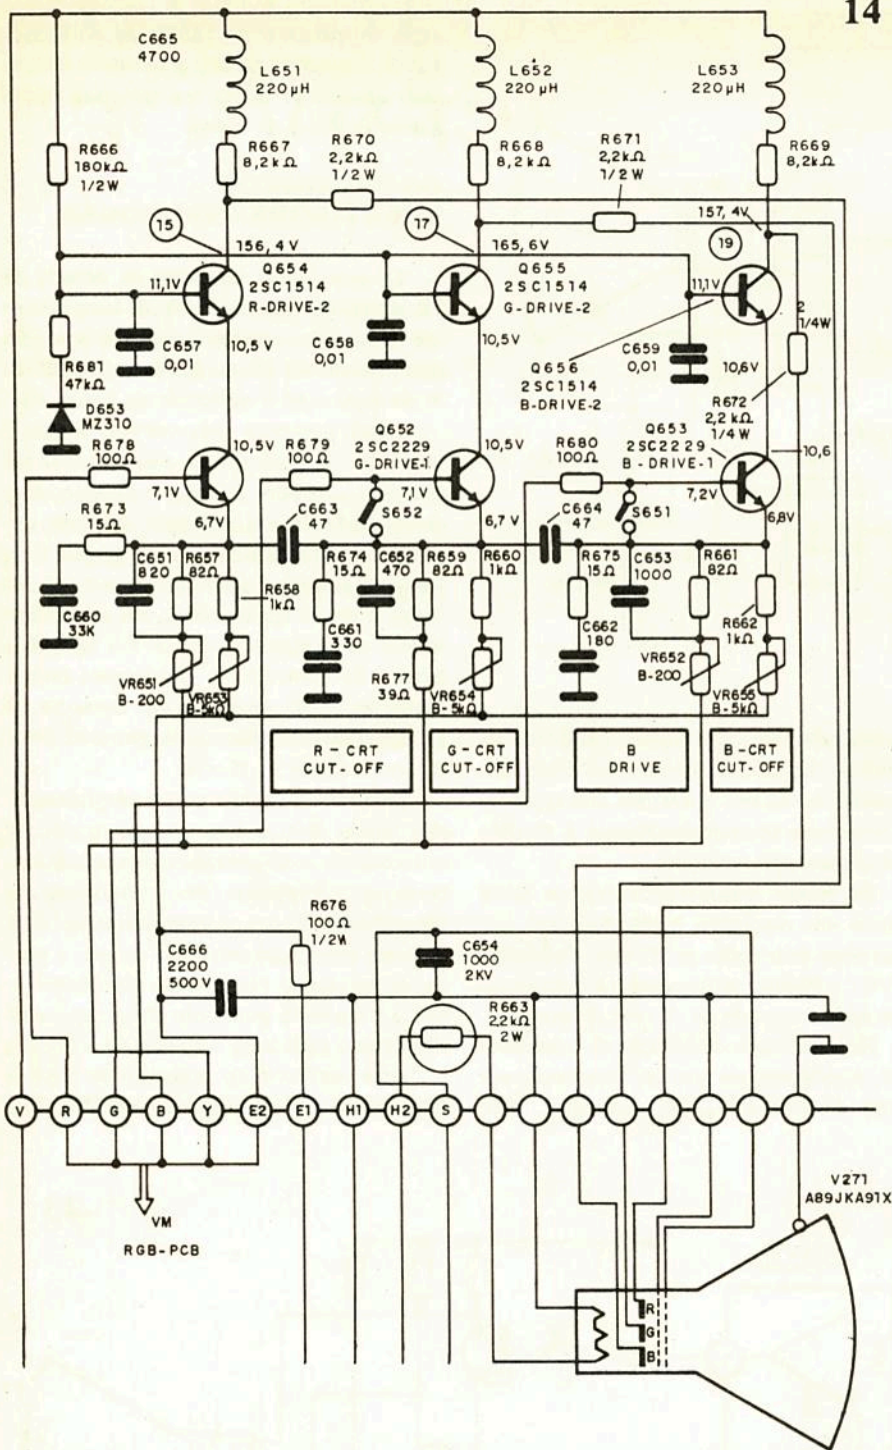 14
C665
4700
L651
220µH
L652
220µH
L653
220µH
R666
180kΩ
1/2W
R667
8,2kΩ
R670
2,2kΩ
1/2W
R668
8,2kΩ
R671
2,2kΩ
1/2W
R669
8,2kΩ
15
156,4V
17
165,6V
157,4V
19
11,1V
Q654
2SC1514
R-DRIVE-2
Q655
2SC1514
G-DRIVE-2
11,1V
2
1/4W
C657
0,01
10,5V
C658
0,01
10,5V
Q656
2SC1514
B-DRIVE-2
C659
0,01
10,6V
R681
47kΩ
D653
MZ310
R672
2,2kΩ
1/4W
R678
100Ω
10,5V
R679
100Ω
Q652
2SC2229
G-DRIVE-1
10,5V
R680
100Ω
Q653
2SC2229
B-DRIVE-1
10,6
7,1V
7,1V
7,2V
R673
15Ω
6,7V
C663
47
S652
6,7V
C664
47
S651
6,8V
C651
820
R657
82Ω
R658
1kΩ
R674
15Ω
C652
470
R659
82Ω
R660
1kΩ
R675
15Ω
C653
1000
R661
82Ω
R662
1kΩ
C660
33K
C661
330
C662
180
VR651
B-200
VR653
B-5kΩ
R677
39Ω
VR654
B-5kΩ
VR652
B-200
VR655
B-5kΩ
R-CRT
CUT-OFF
G-CRT
CUT-OFF
B
DRIVE
B-CRT
CUT-OFF
R676
100Ω
1/2W
C666
2200
500V
C654
1000
2KV
R663
2,2kΩ
2W
V R G B Y E2 E1 H1 H2 S
VM
RGB-PCB
V271
A89JKA91X
R
G
B